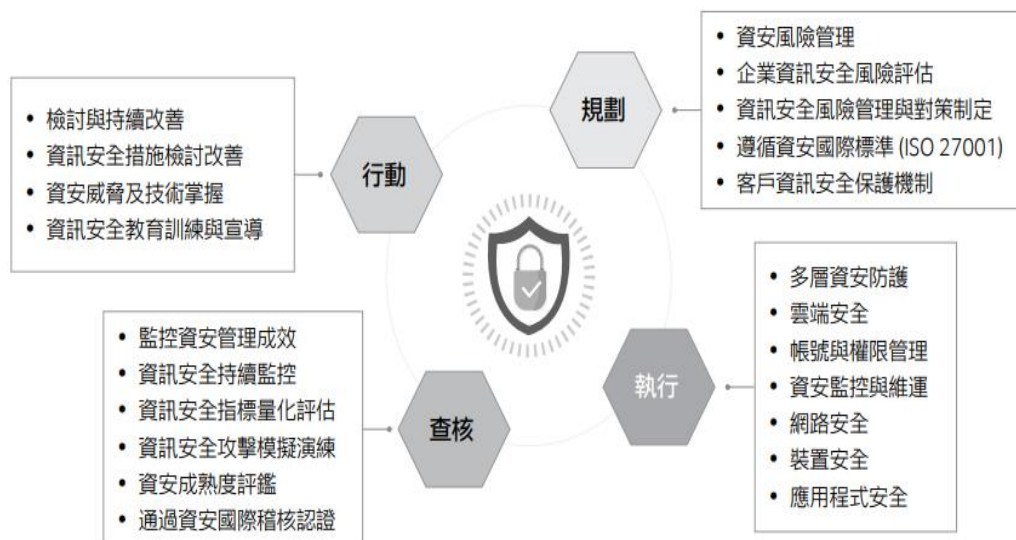 規劃
• 資安風險管理
• 企業資訊安全風險評估
• 資訊安全風險管理與對策制定
• 遵循資安國際標準 (ISO 27001)
• 客戶資訊安全保護機制
執行
• 多層資安防護
• 雲端安全
• 帳號與權限管理
• 資安監控與維運
• 網路安全
• 裝置安全
• 應用程式安全
查核
• 監控資安管理成效
• 資訊安全持續監控
• 資訊安全指標量化評估
• 資訊安全攻擊模擬演練
• 資安成熟度評鑑
• 通過資安國際稽核認證
行動
• 檢討與持續改善
• 資訊安全措施檢討改善
• 資安威脅及技術掌握
• 資訊安全教育訓練與宣導